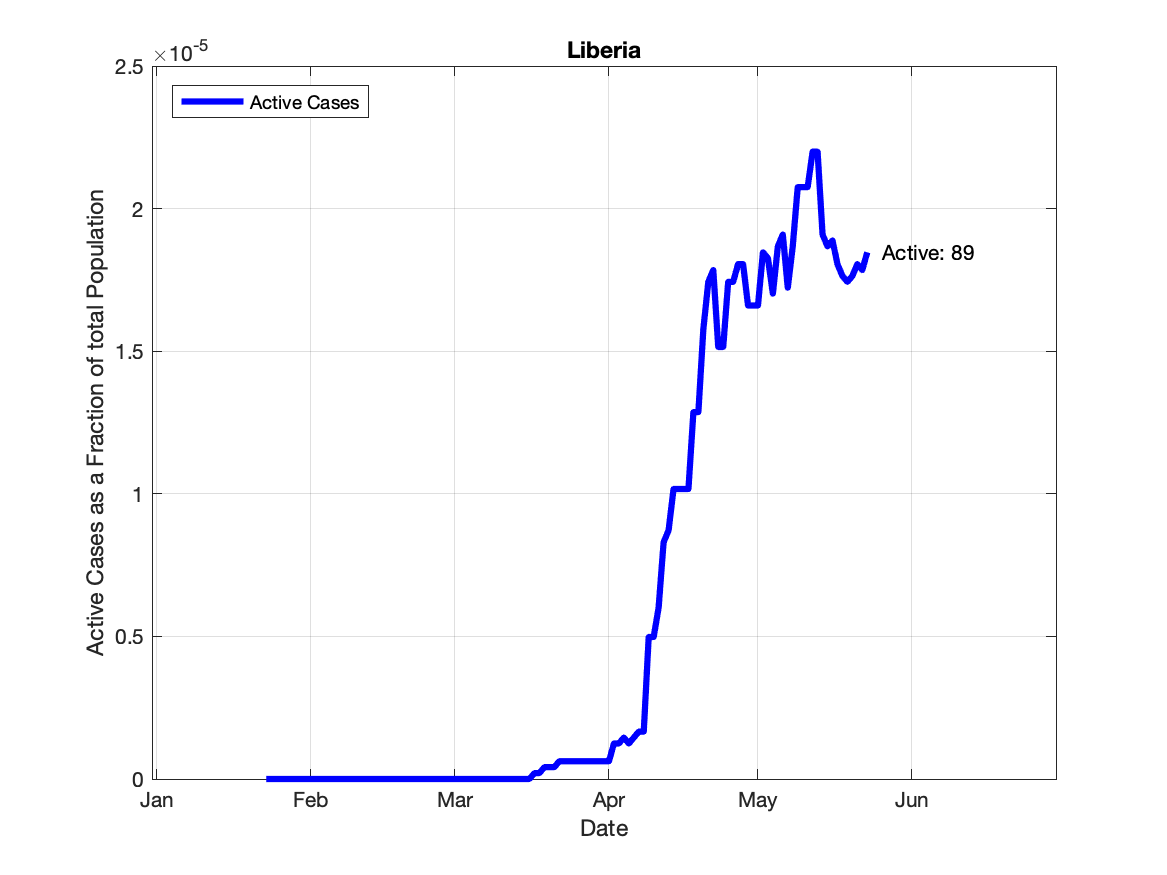 Liberia
×10-5
2.5
2
1.5
1
0.5
0
Active Cases as a Fraction of total Population
Active Cases
Active: 89
Jan Feb Mar Apr May Jun
Date